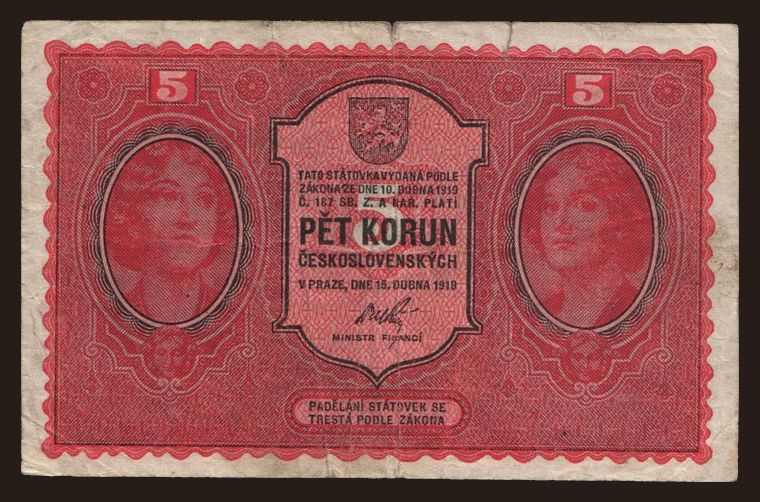 5 5
TATO STÁTOVKA VYDANÁ PODLE
ZÁKONA ZE DNE 10. DUBNA 1919
Č. 187 SB. Z. A NAŘ. PLATÍ
5
PĚT KORUN
ČESKOSLOVENSKÝCH
V PRAZE, DNE 15. DUBNA 1919
MINISTR FINANCÍ
PADĚLÁNÍ STÁTOVEK SE
TRESTÁ PODLE ZÁKONA